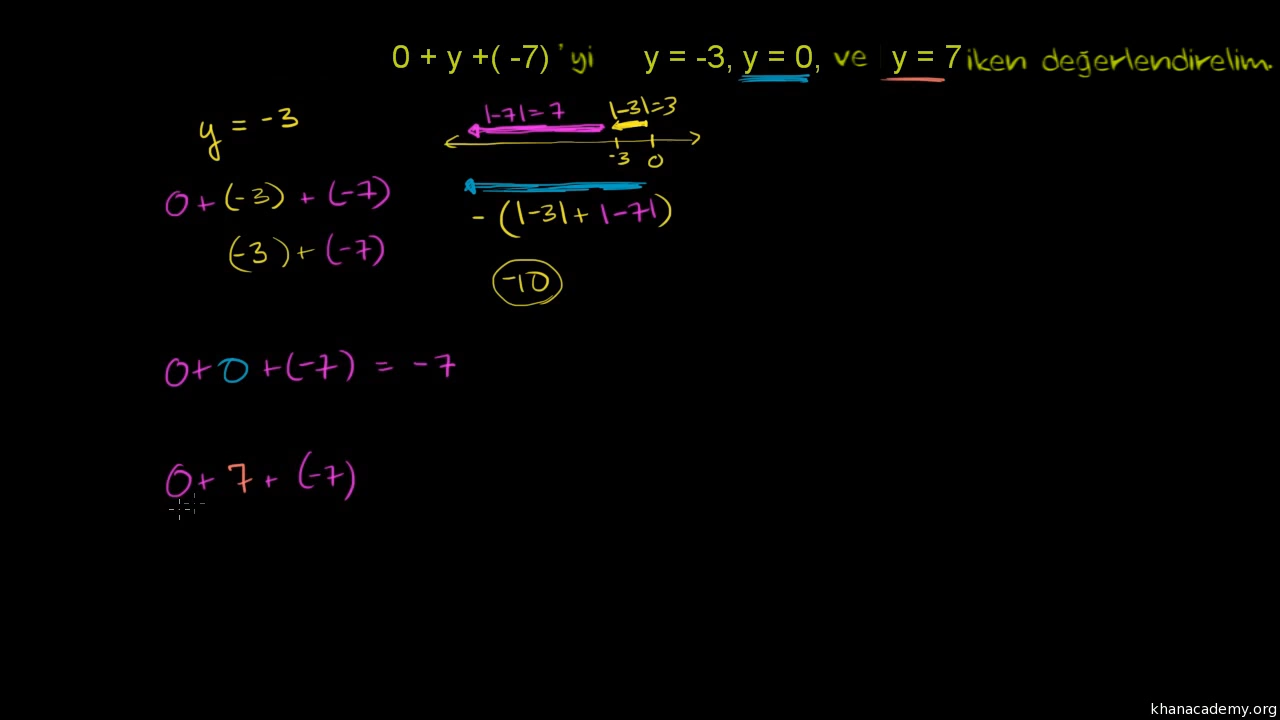 0 + y +( -7) 'yi y = -3, y = 0, ve y = 7 iken değerlendirelim.
y = -3
|-7| = 7 |-3|=3
-3 0
0 + (-3) + (-7)
- (|-3| + |-7|)
(-3) + (-7)
-10
0 + 0 + (-7) = -7
0 + 7 + (-7)
khanacademy.org